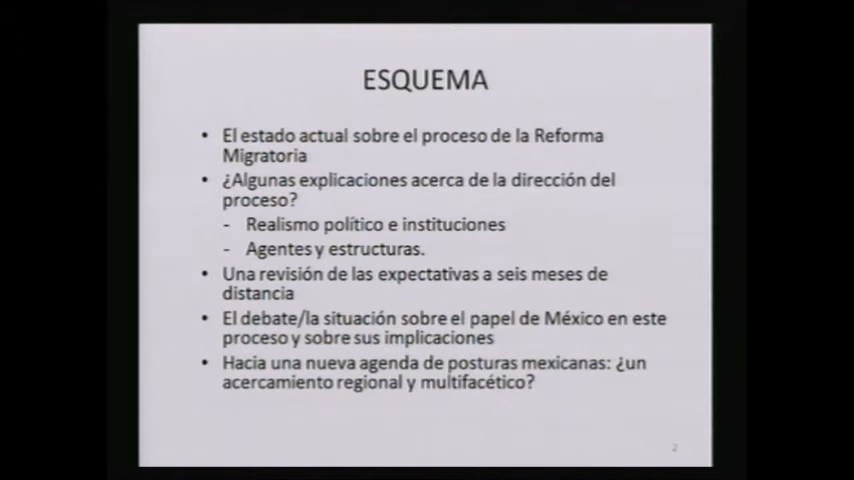 ESQUEMA
• El estado actual sobre el proceso de la Reforma
Migratoria
• ¿Algunas explicaciones acerca de la dirección del
proceso?
- Realismo político e instituciones
- Agentes y estructuras.
• Una revisión de las expectativas a seis meses de
distancia
• El debate/la situación sobre el papel de México en este
proceso y sobre sus implicaciones
• Hacia una nueva agenda de posturas mexicanas: ¿un
acercamiento regional y multifacético?
2